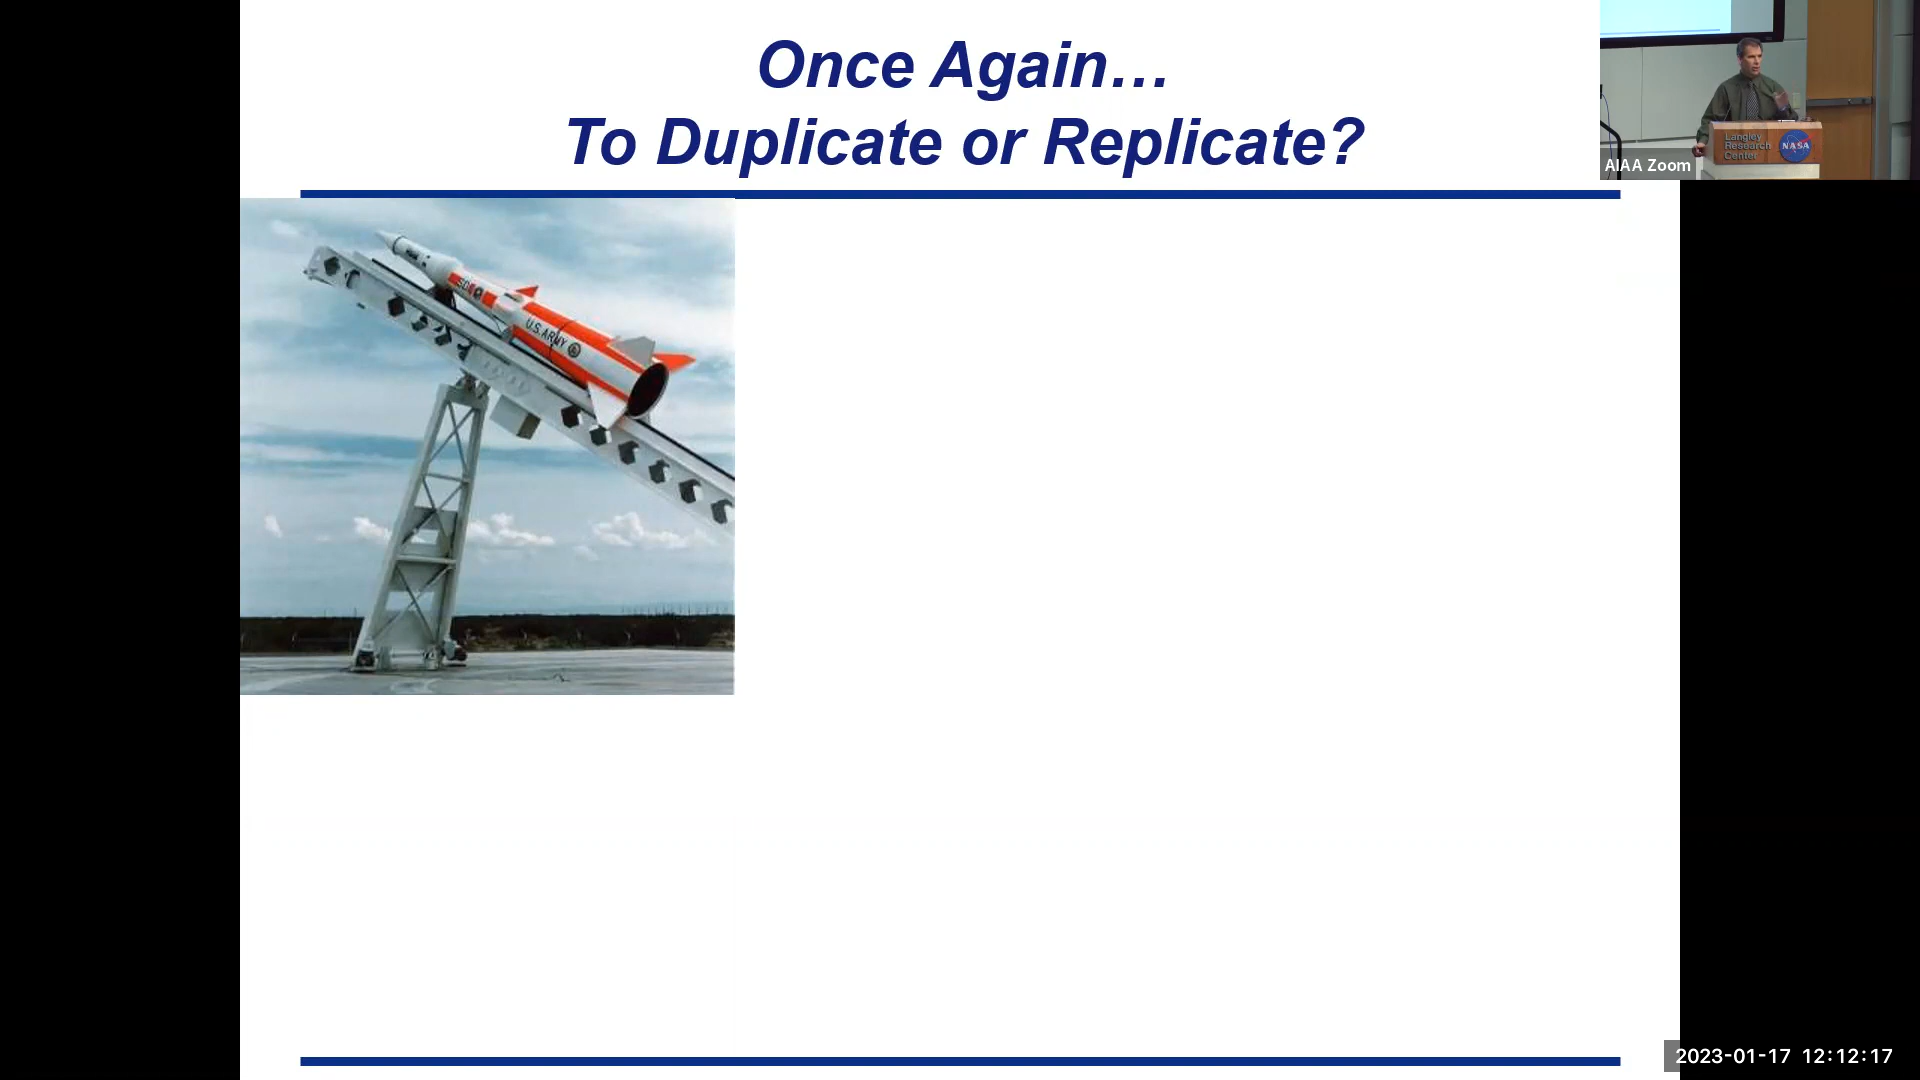 Once Again…
To Duplicate or Replicate?
U.S. ARMY
Langley
Research
Center
NASA
AIAA Zoom
2023-01-17 12:12:17